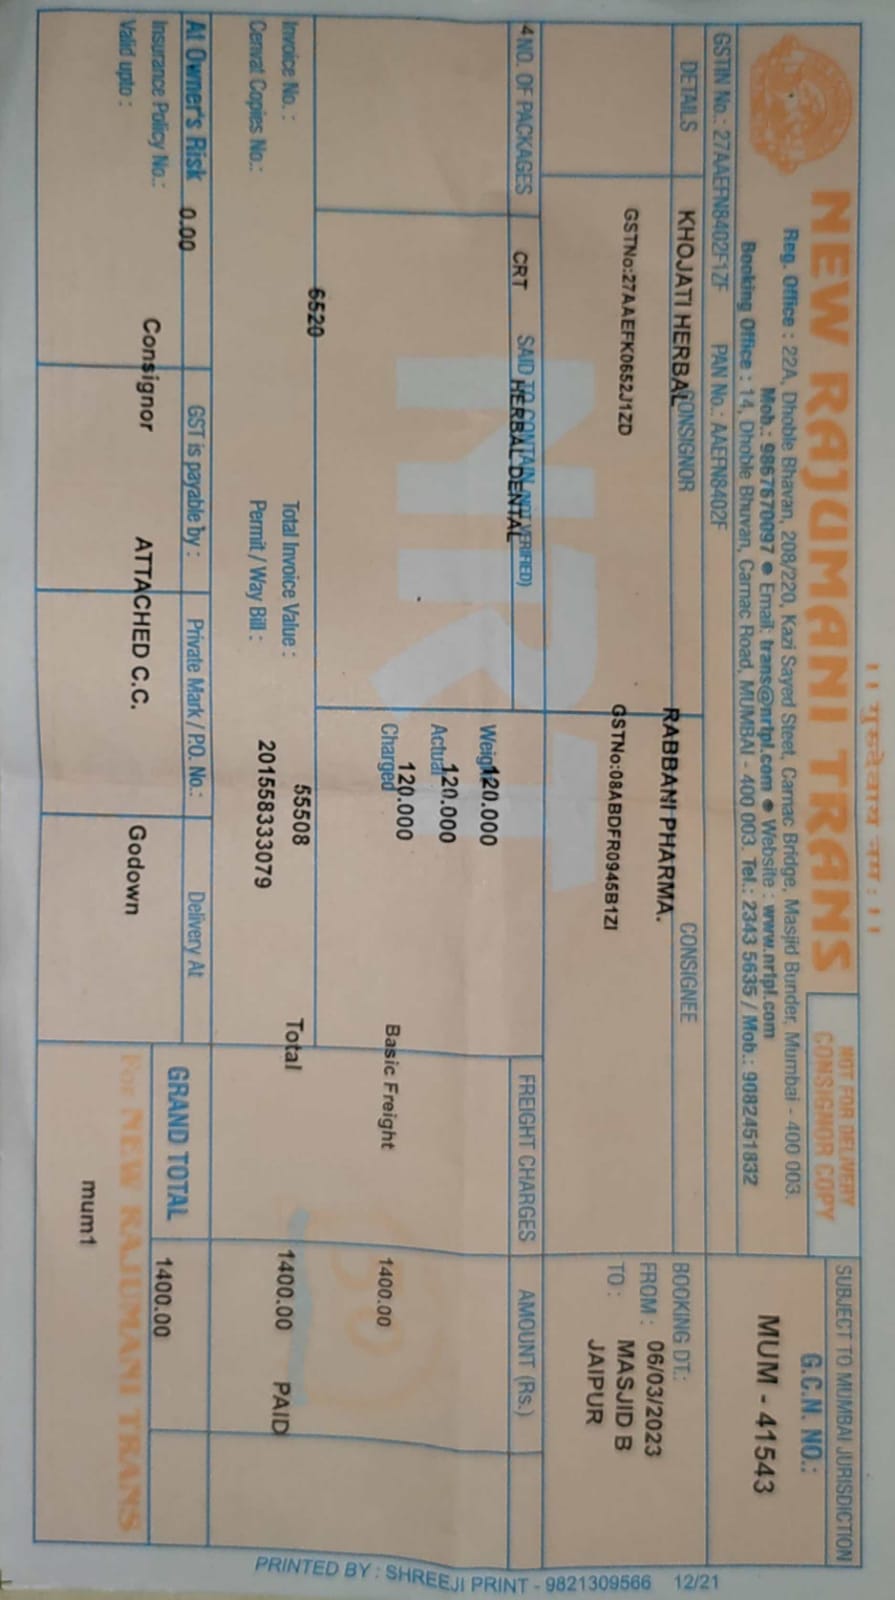 ।। गुरुदेवाय नमः ।।
NEW RAJUMANI TRANS
NOT FOR DELIVERY
CONSIGNOR COPY
SUBJECT TO MUMBAI JURISDICTION
Reg. Office : 22A, Dhoble Bhavan, 208/220, Kazi Sayed Steet, Carnac Bridge, Masjid Bunder, Mumbai - 400 003.
Mob.: 9867670097 ● Email: trans@nrtpl.com ● Website : www.nrtpl.com
Booking Office : 14, Dhoble Bhuvan, Carnac Road, MUMBAI - 400 003. Tel.: 2343 5635 / Mob.: 9082451832
G.C.N. NO.:
MUM - 41543
GSTIN No.: 27AAEFN8402F1ZF PAN No.: AAEFN8402F
DETAILS CONSIGNOR CONSIGNEE
KHOJATI HERBAL RABBANI PHARMA.
GSTNo:27AAEFK0652J1ZD GSTNo:08ABDFR0945B1ZI
BOOKING DT.: 06/03/2023
FROM : MASJID B
TO : JAIPUR
4 NO. OF PACKAGES CRT SAID TO CONTAIN (NOT VERIFIED) FREIGHT CHARGES AMOUNT (Rs.)
HERBAL DENTAL
NRT
Weight 120.000
Actual 120.000
Charged 120.000
Basic Freight 1400.00
6520
Invoice No. : Total Invoice Value : 55508 Total 1400.00 PAID
Cenvat Copies No.: Permit / Way Bill : 201558333079
At Owner's Risk 0.00 GST is payable by : Private Mark / P.O. No.: Delivery At
GRAND TOTAL 1400.00
Insurance Policy No.: Consignor ATTACHED C.C. Godown
Valid upto :
For NEW RAJUMANI TRANS
mum1
PRINTED BY : SHREEJI PRINT - 9821309566 12/21